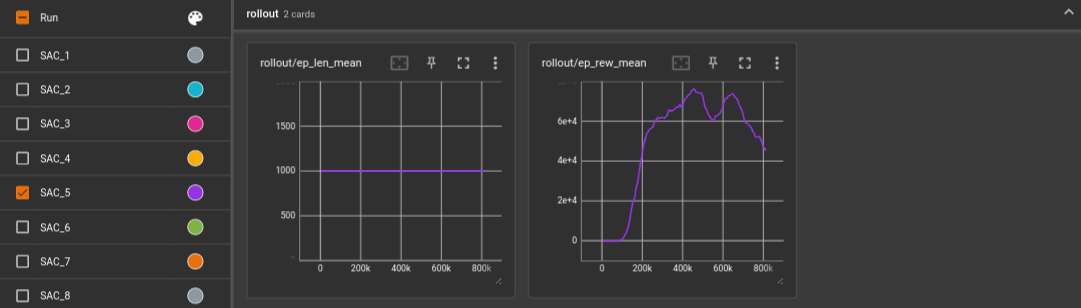 Run
SAC_1
SAC_2
SAC_3
SAC_4
SAC_5
SAC_6
SAC_7
SAC_8
rollout 2 cards
rollout/ep_len_mean
1500
1000
500
0 200k 400k 600k 800k
rollout/ep_rew_mean
6e+4
4e+4
2e+4
0
0 200k 400k 600k 800k